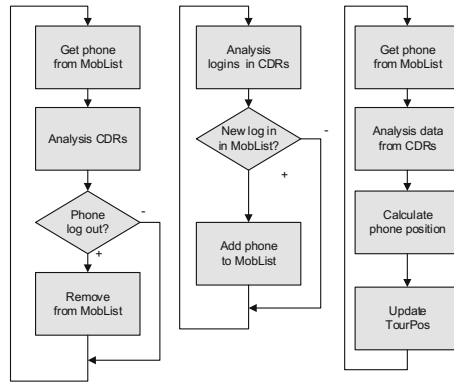 Get phone
from MobList
Analysis CDRs
Phone
log out?
-
+
Remove
from MobList
Analysis
logins in CDRs
New log in
in MobList?
-
+
Add phone
to MobList
Get phone
from MobList
Analysis data
from CDRs
Calculate
phone position
Update
TourPos